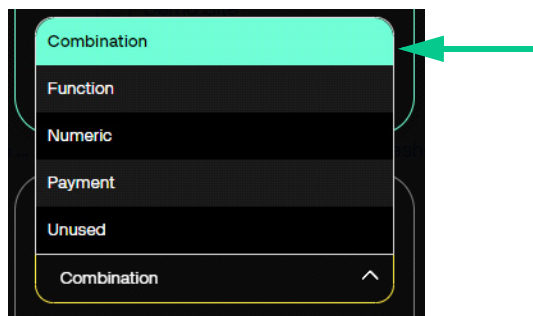 Combination
Function
Numeric
Payment
Unused
Combination